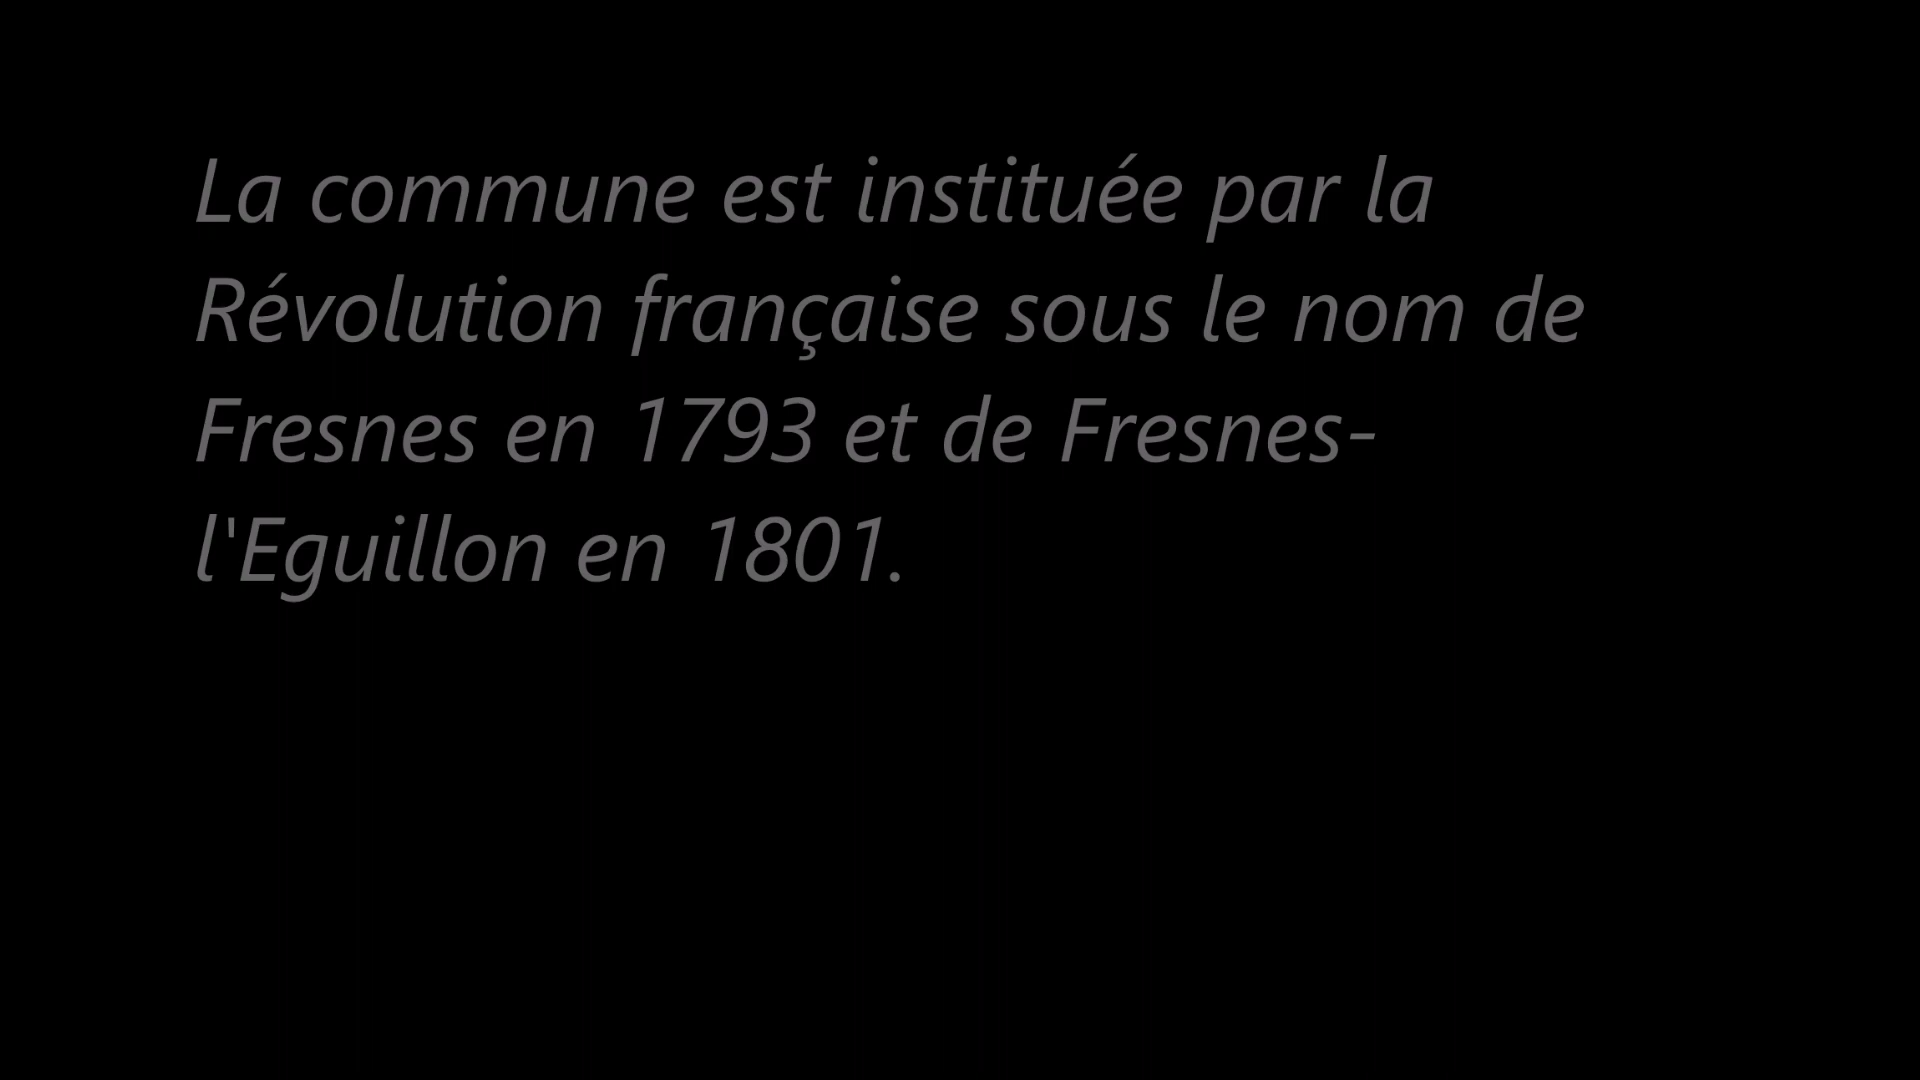 La commune est instituée par la
Révolution française sous le nom de
Fresnes en 1793 et de Fresnes-
l'Eguillon en 1801.